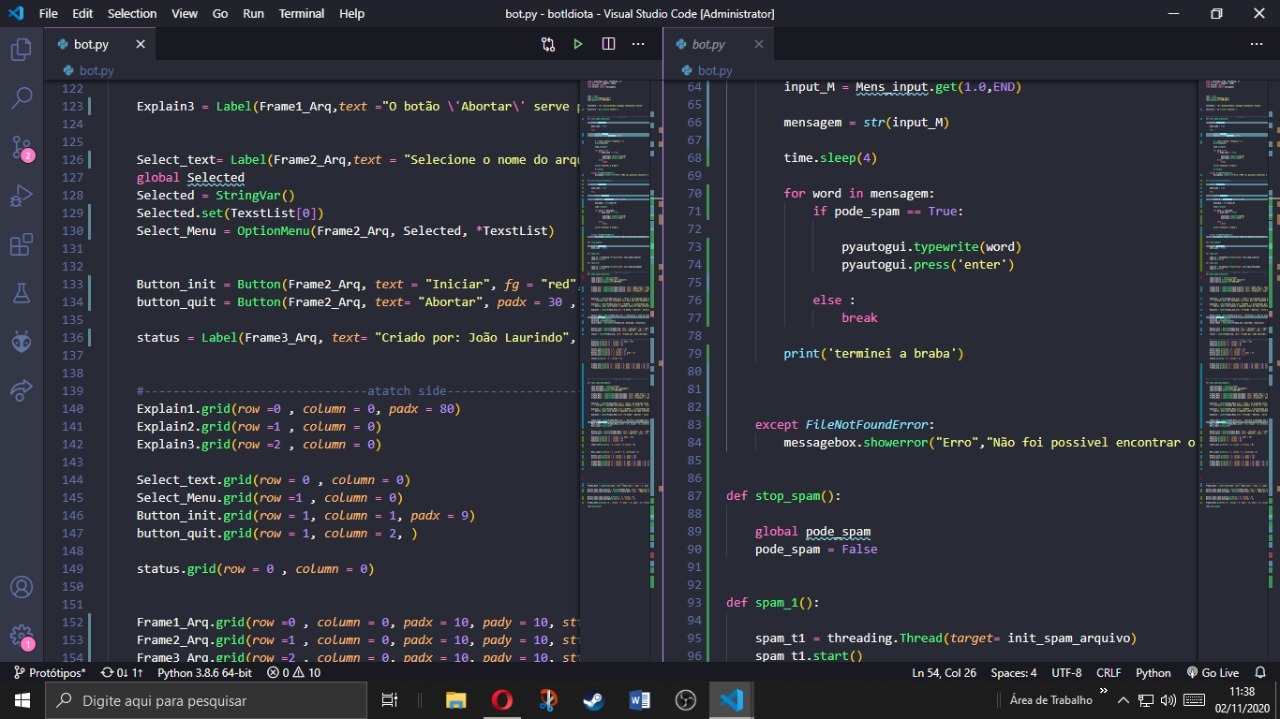 File Edit Selection View Go Run Terminal Help
bot.py - botIdiota - Visual Studio Code [Administrator]
bot.py
bot.py
122
123 Explain3 = Label(Frame1_Arq,text ="O botão \'Abortar\' serve p
124
125
126 Select_text= Label(Frame2_Arq,text = "Selecione o nome do arqu
127 global Selected
128 Selected = StringVar()
129 Selected.set(TexstList[0])
130 Select_Menu = OptionMenu(Frame2_Arq, Selected, *TexstList)
131
132
133 Button_init = Button(Frame2_Arq, text = "Iniciar", fg = "red",
134 button_quit = Button(Frame2_Arq, text= "Abortar", padx = 30 ,
135
136 status = Label(Frame3_Arq, text= "Criado por: João Laurindo",
137
138
139 #------------------------------atatch side------------------
140 Explain1.grid(row =0 , column = 0, padx = 80)
141 Explain2.grid(row =1 , column = 0)
142 Explain3.grid(row =2 , column = 0)
143
144 Select_text.grid(row = 0 , column = 0)
145 Select_Menu.grid(row =1 , column = 0)
146 Button_init.grid(row = 1, column = 1, padx = 9)
147 button_quit.grid(row = 1, column = 2, )
148
149 status.grid(row = 0 , column = 0)
150
151
152 Frame1_Arq.grid(row =0 , column = 0, padx = 10, pady = 10, sti
153 Frame2_Arq.grid(row =1 , column = 0, padx = 10, pady = 10, sti
154 Frame3_Arq.grid(row =2 , column = 0, padx = 10, pady = 10, sti
bot.py
bot.py
64 input_M = Mens_input.get(1.0,END)
65
66 mensagem = str(input_M)
67
68 time.sleep(4)
69
70 for word in mensagem:
71 if pode_spam == True:
72
73 pyautogui.typewrite(word)
74 pyautogui.press('enter')
75
76 else :
77 break
78
79 print('terminei a braba')
80
81
82
83 except FileNotFoundError:
84 messagebox.showerror("Erro","Não foi possivel encontrar o
85
86
87 def stop_spam():
88
89 global pode_spam
90 pode_spam = False
91
92
93 def spam_1():
94
95 spam_t1 = threading.Thread(target= init_spam_arquivo)
96 spam_t1.start()
2
1
Protótipos* 0↓ 1↑ Python 3.8.6 64-bit 0 10
Ln 54, Col 26 Spaces: 4 UTF-8 CRLF Python Go Live
Digite aqui para pesquisar
Área de Trabalho
11:38
02/11/2020